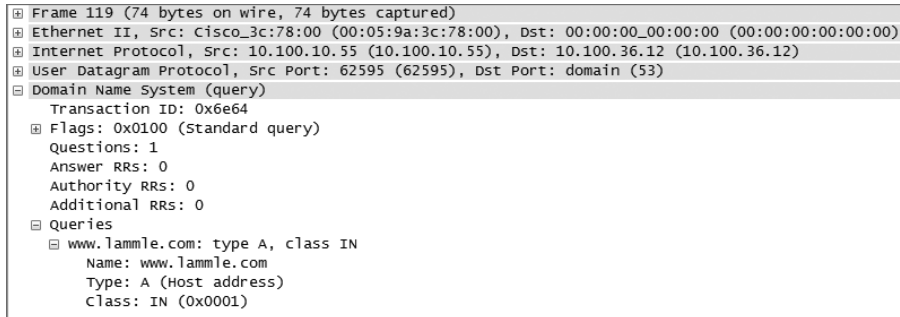 Frame 119 (74 bytes on wire, 74 bytes captured)
Ethernet II, Src: Cisco_3c:78:00 (00:05:9a:3c:78:00), Dst: 00:00:00_00:00:00 (00:00:00:00:00:00)
Internet Protocol, Src: 10.100.10.55 (10.100.10.55), Dst: 10.100.36.12 (10.100.36.12)
User Datagram Protocol, Src Port: 62595 (62595), Dst Port: domain (53)
Domain Name System (query)
Transaction ID: 0x6e64
Flags: 0x0100 (Standard query)
Questions: 1
Answer RRs: 0
Authority RRs: 0
Additional RRs: 0
Queries
www.lammle.com: type A, class IN
Name: www.lammle.com
Type: A (Host address)
Class: IN (0x0001)